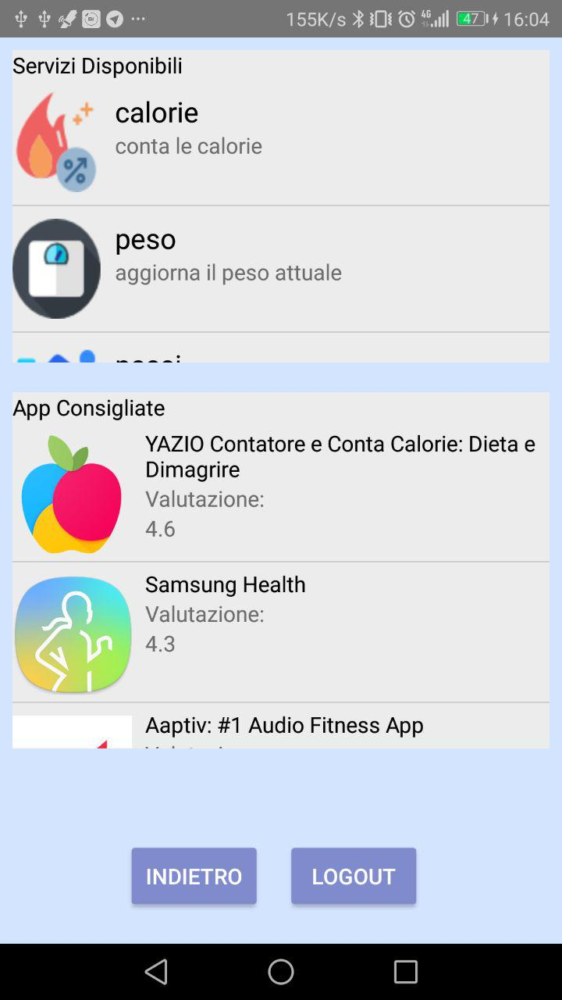 155K/s 4G 47 16:04
Servizi Disponibili
calorie
conta le calorie
peso
aggiorna il peso attuale
App Consigliate
YAZIO Contatore e Conta Calorie: Dieta e
Dimagrire
Valutazione:
4.6
Samsung Health
Valutazione:
4.3
Aaptiv: #1 Audio Fitness App
INDIETRO
LOGOUT